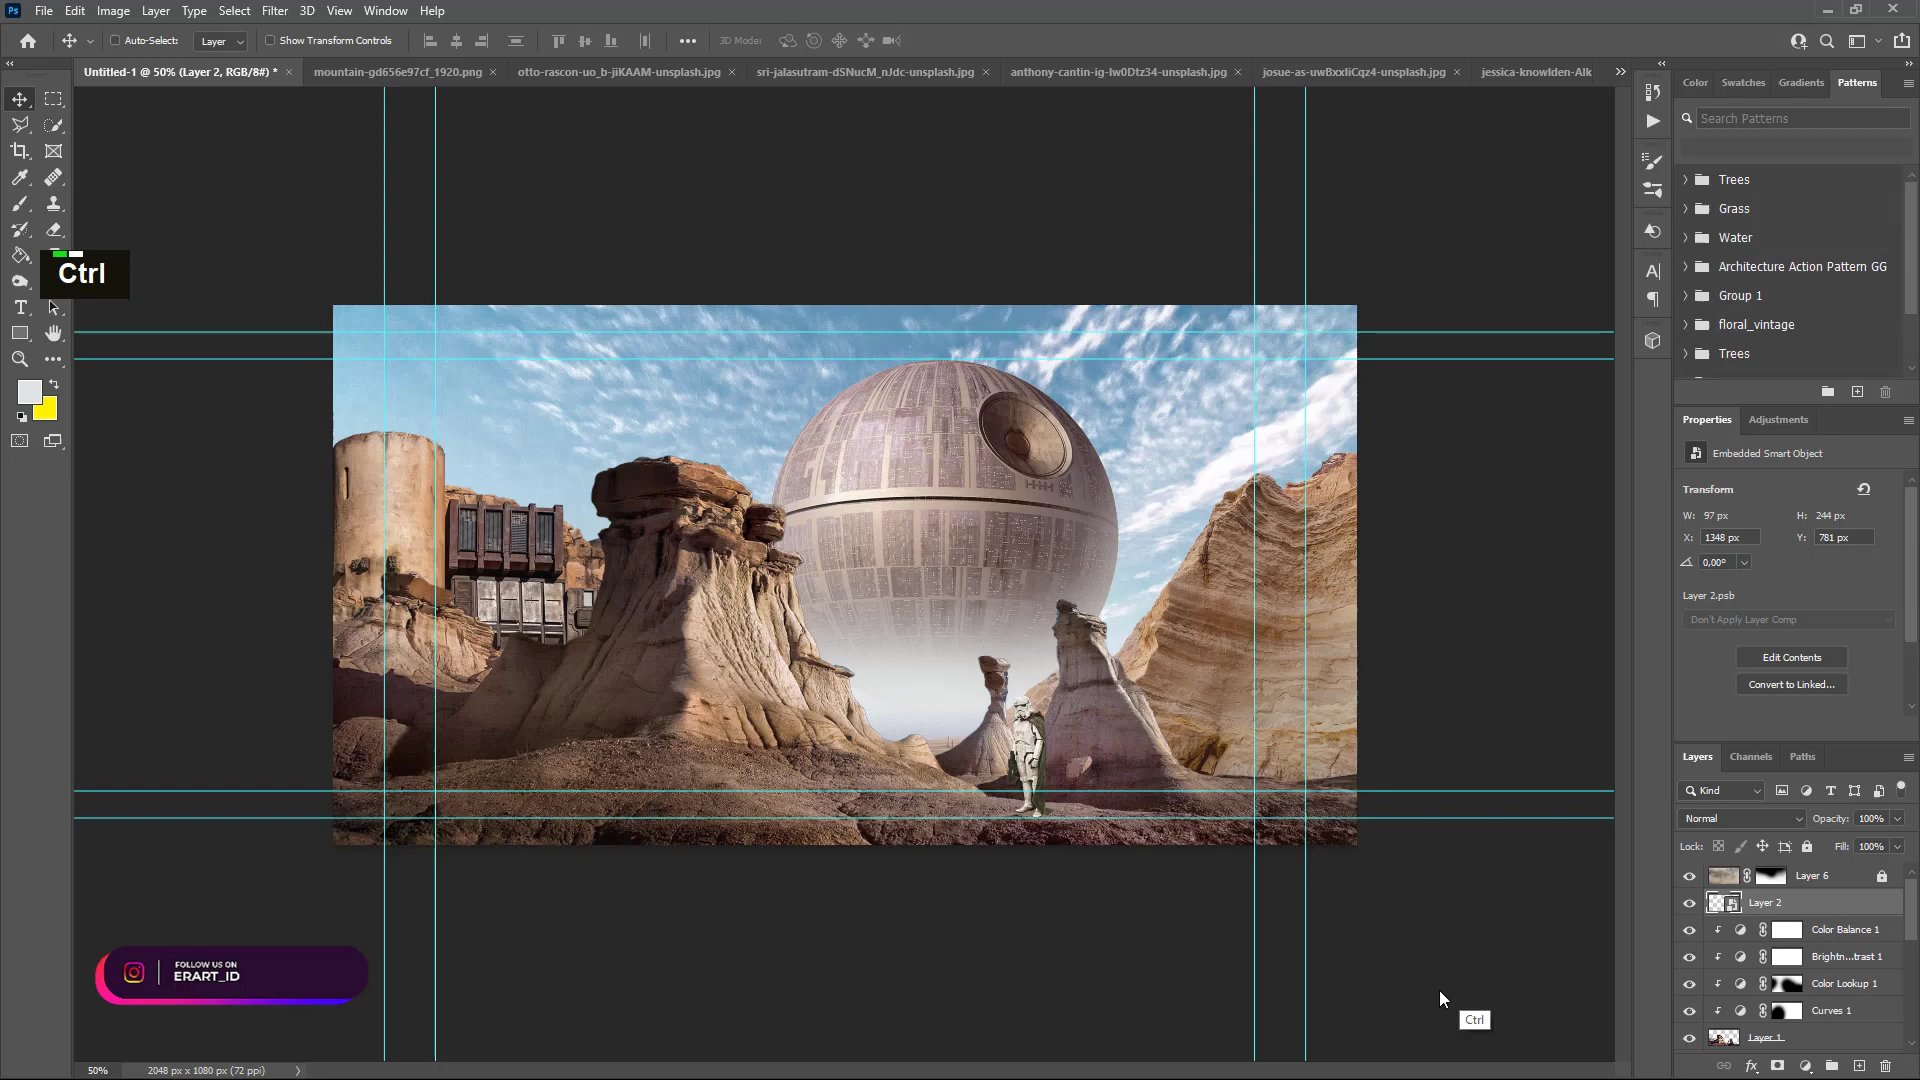 Ps File Edit Image Layer Type Select Filter 3D View Window Help
Auto-Select: Layer Show Transform Controls 3D Mode:
Untitled-1 @ 50% (Layer 2, RGB/8#) * mountain-gd656e97cf_1920.png otto-rascon-uo_b-jiKAAM-unsplash.jpg sri-jalasutram-dSNucM_nJdc-unsplash.jpg anthony-cantin-ig-lw0Dtz34-unsplash.jpg josue-as-uwBxxliCqz4-unsplash.jpg jessica-knowlden-Alk
Color Swatches Gradients Patterns
Search Patterns
Trees
Grass
Water
Architecture Action Pattern GG
Group 1
floral_vintage
Trees
Ctrl
Properties Adjustments
Embedded Smart Object
Transform
W: 97 px H: 244 px
X: 1348 px Y: 781 px
0,00°
Layer 2.psb
Don't Apply Layer Comp
Edit Contents
Convert to Linked...
Layers Channels Paths
Kind
Normal Opacity: 100%
Lock: Fill: 100%
Layer 6
Layer 2
Color Balance 1
Brightn...trast 1
Color Lookup 1
Curves 1
Layer 1
FOLLOW US ON
ERART_ID
Ctrl
50% 2048 px x 1080 px (72 ppi)
fx